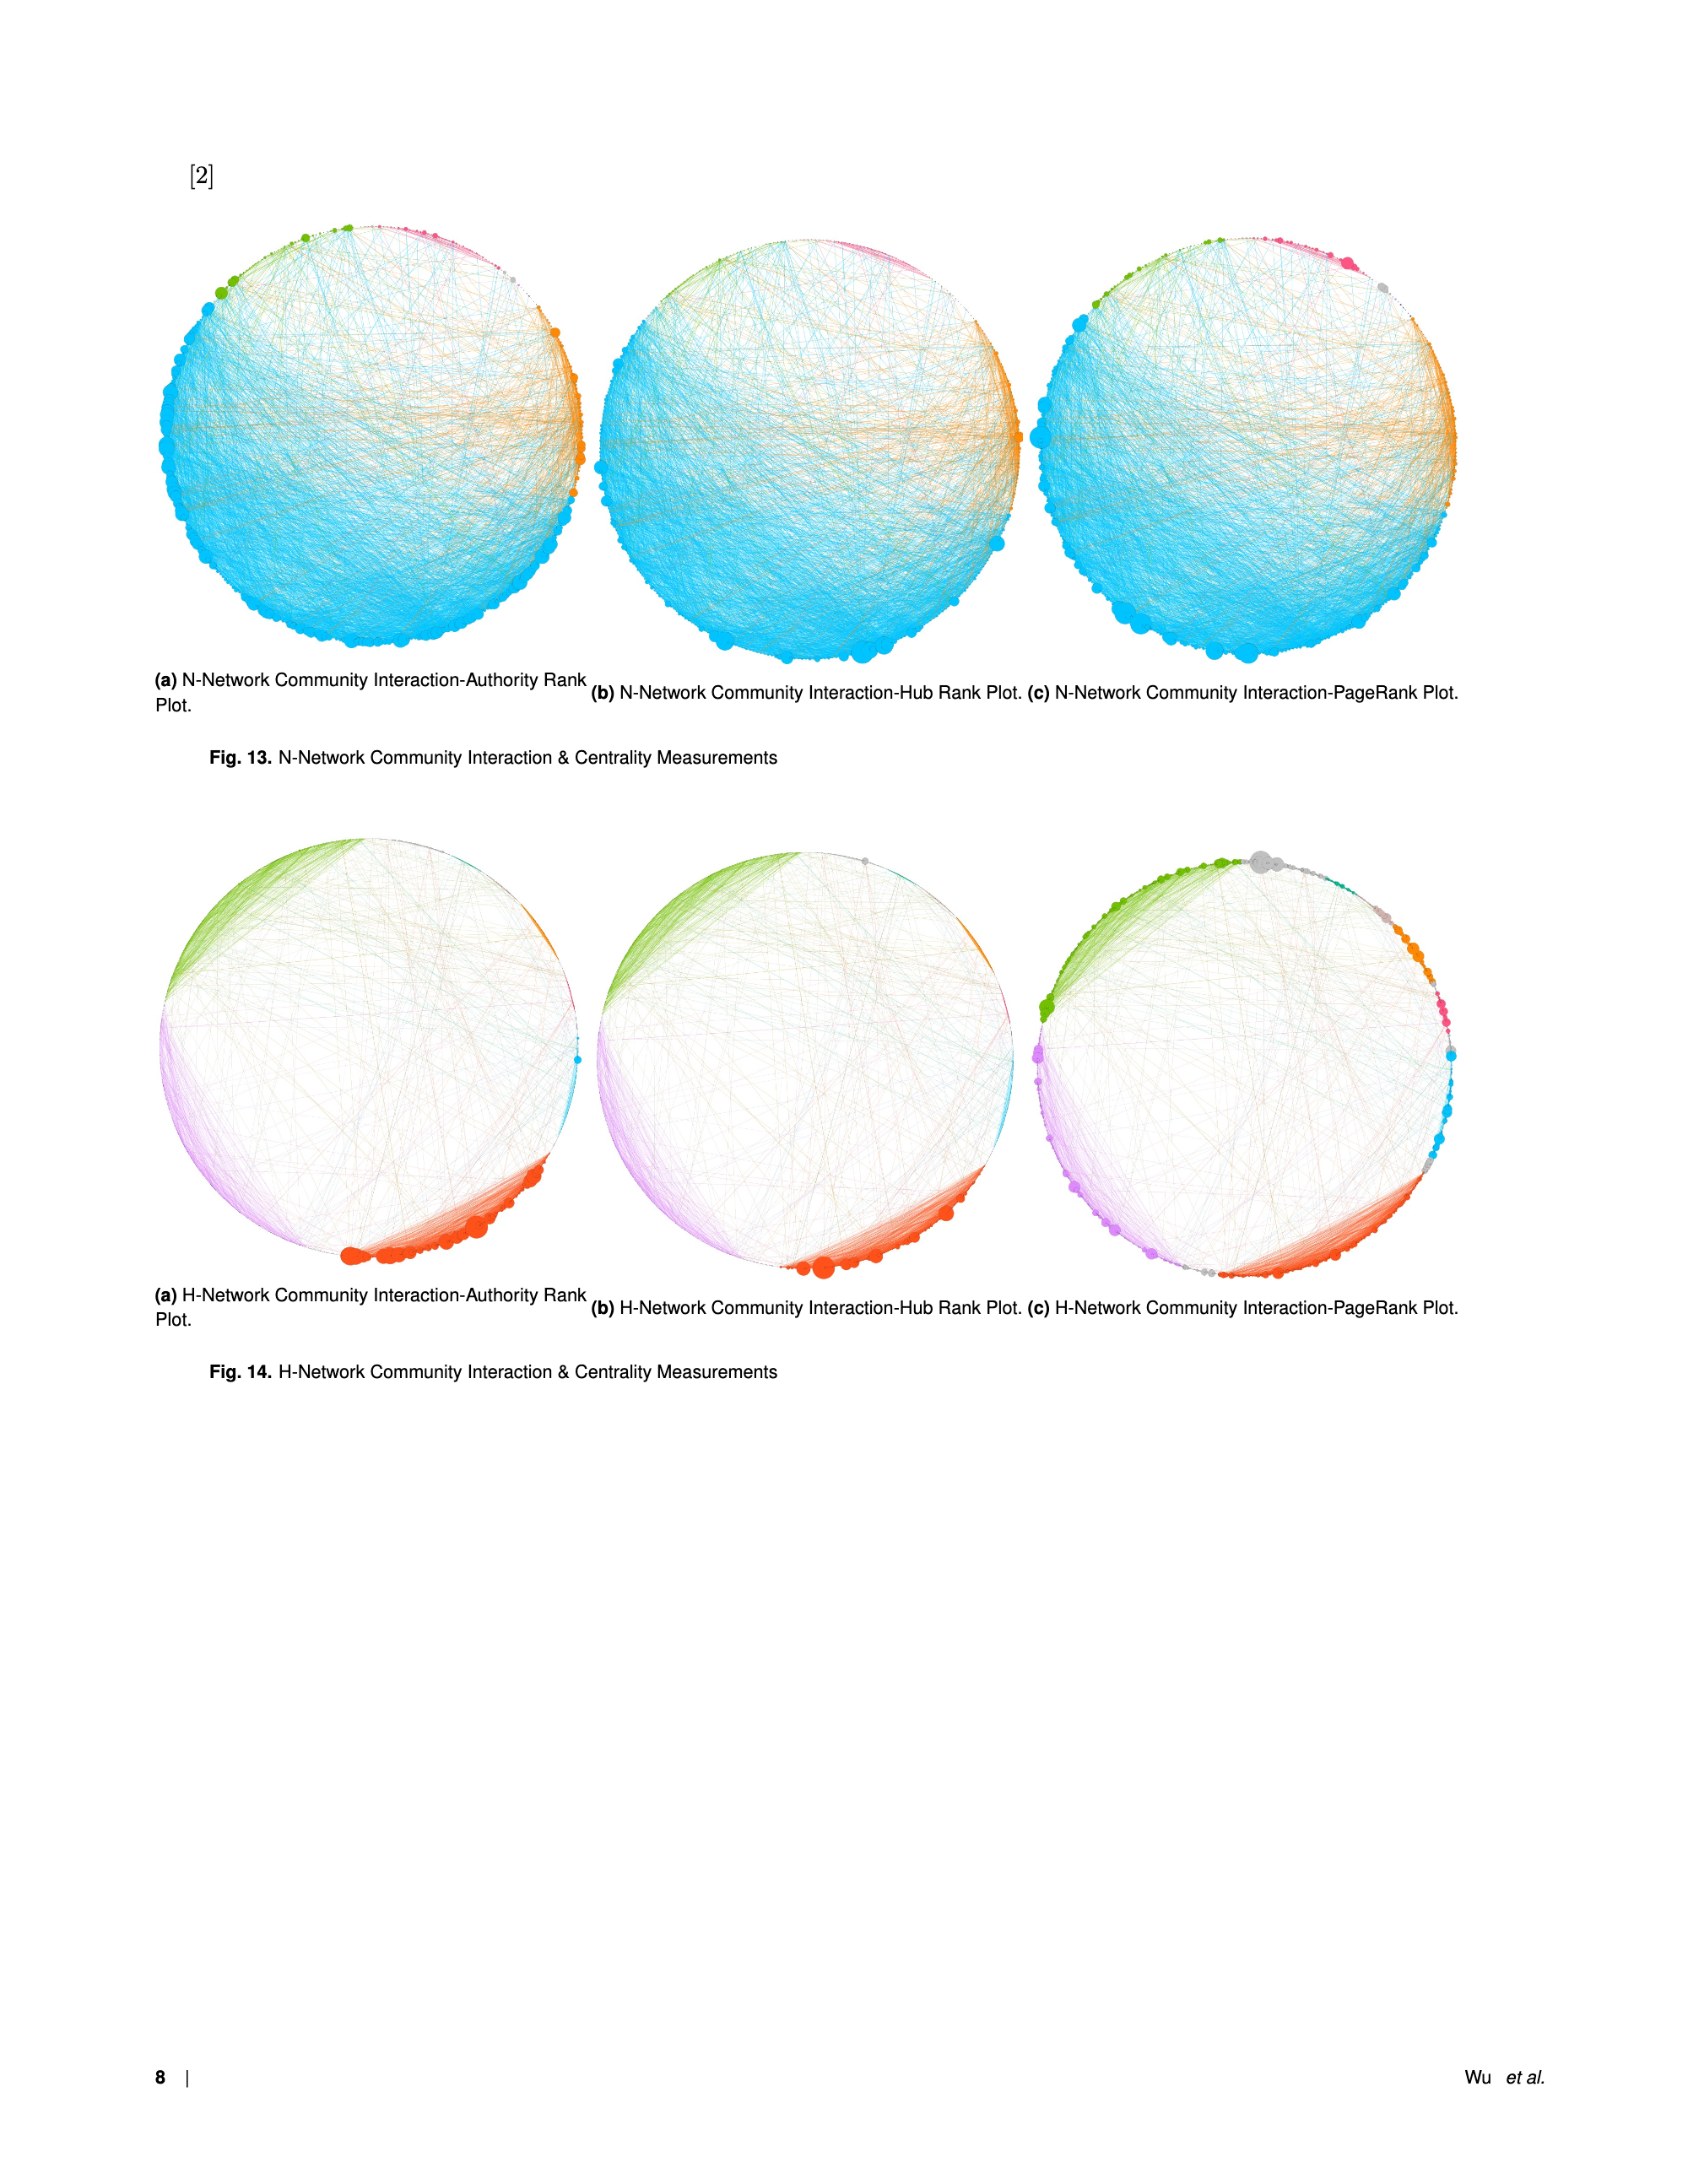 [2]
(a) N-Network Community Interaction-Authority Rank
Plot.
(b) N-Network Community Interaction-Hub Rank Plot.
(c) N-Network Community Interaction-PageRank Plot.
Fig. 13. N-Network Community Interaction & Centrality Measurements
(a) H-Network Community Interaction-Authority Rank
Plot.
(b) H-Network Community Interaction-Hub Rank Plot.
(c) H-Network Community Interaction-PageRank Plot.
Fig. 14. H-Network Community Interaction & Centrality Measurements
8 |
Wu et al.